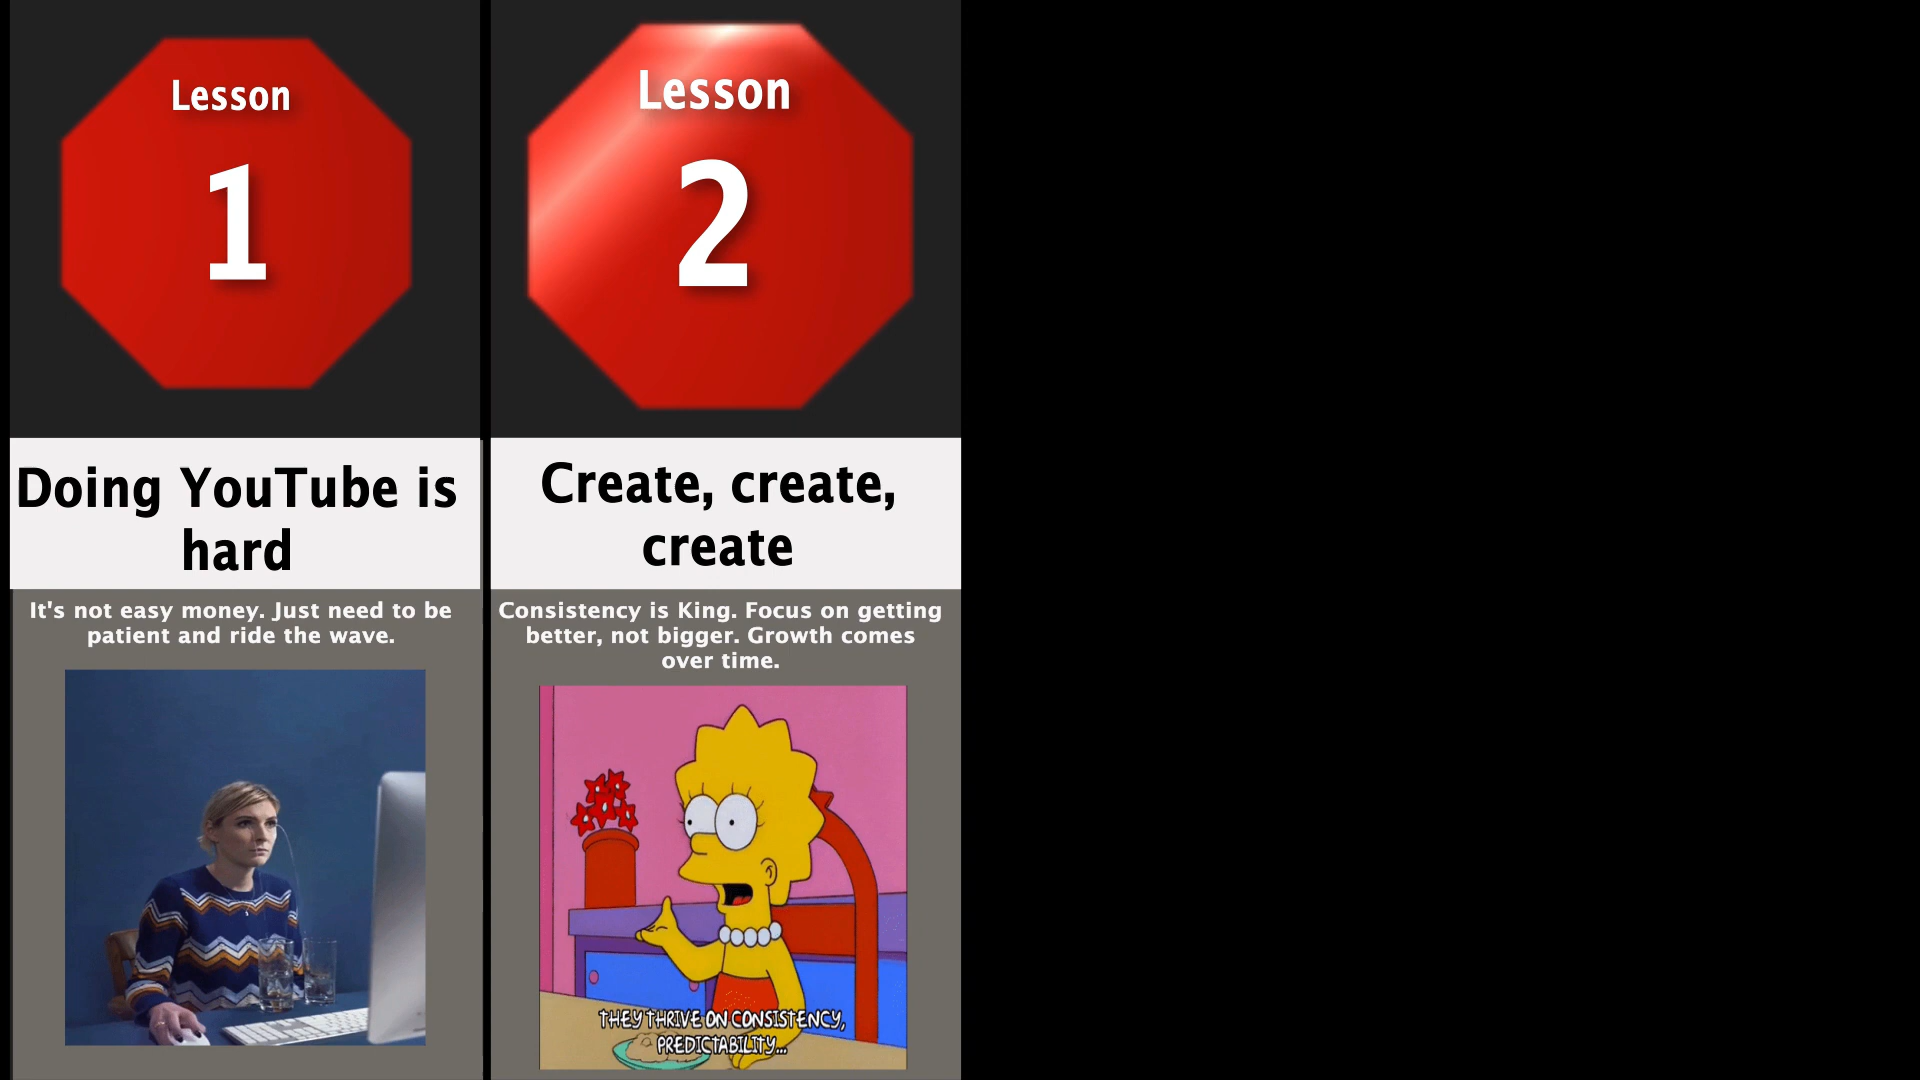 Lesson
1
Doing YouTube is
hard
It's not easy money. Just need to be
patient and ride the wave.
Lesson
2
Create, create,
create
Consistency is King. Focus on getting
better, not bigger. Growth comes
over time.
THEY THRIVE ON CONSISTENCY,
PREDICTABILITY...